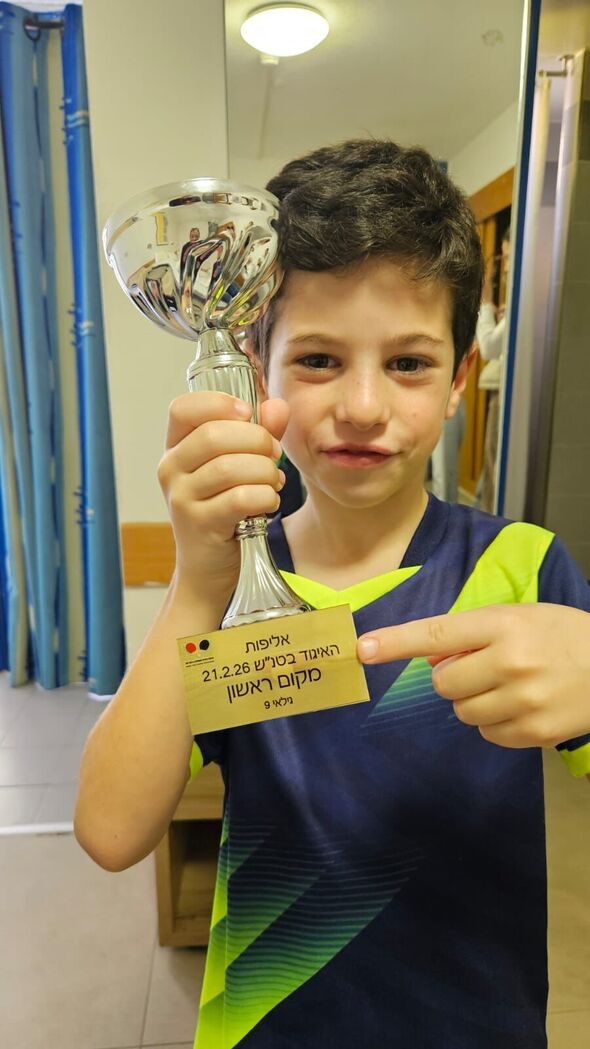 אליפות
האיגוד בטנ"ש 21.2.26
מקום ראשון
גילאי 9